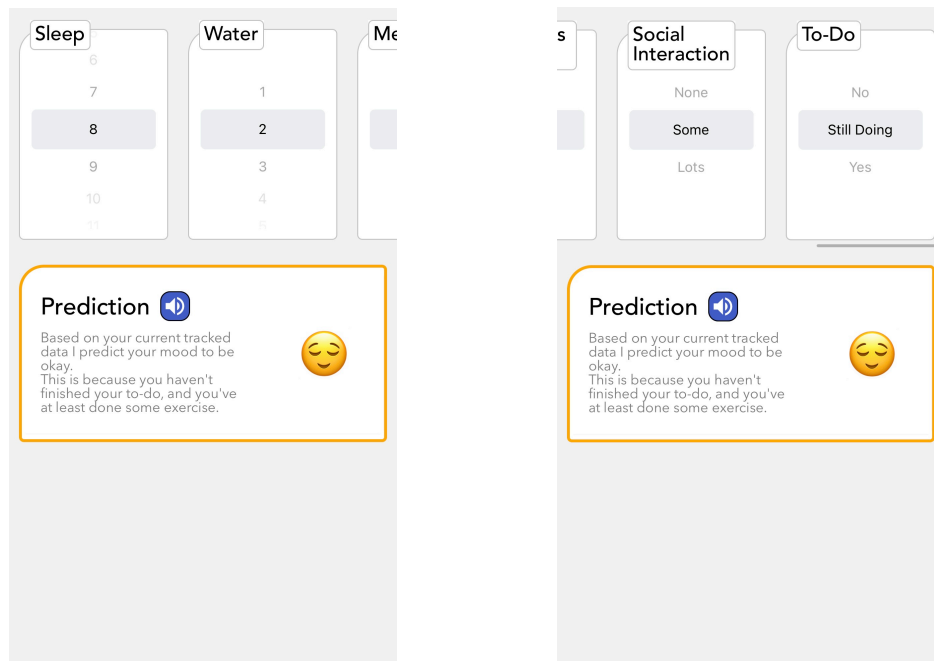 Sleep
6
7
8
9
10
11
Water
1
2
3
4
5
Me
Prediction
Based on your current tracked
data I predict your mood to be
okay.
This is because you haven't
finished your to-do, and you've
at least done some exercise.
s
Social
Interaction
None
Some
Lots
To-Do
No
Still Doing
Yes
Prediction
Based on your current tracked
data I predict your mood to be
okay.
This is because you haven't
finished your to-do, and you've
at least done some exercise.